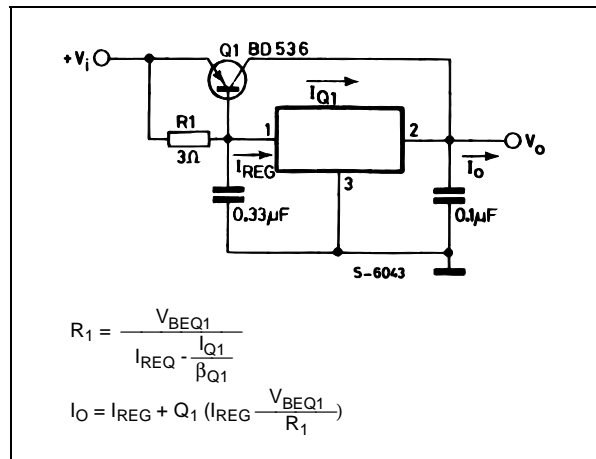 Q1 BD536
+Vi
IQ1
R1
3Ω
1
2
IREG
Vo
Io
3
0.33µF
0.1µF
S-6043
R1 = VBEQ1 / (IREQ - IQ1 / βQ1)
IO = IREG + Q1 (IREG VBEQ1 / R1)